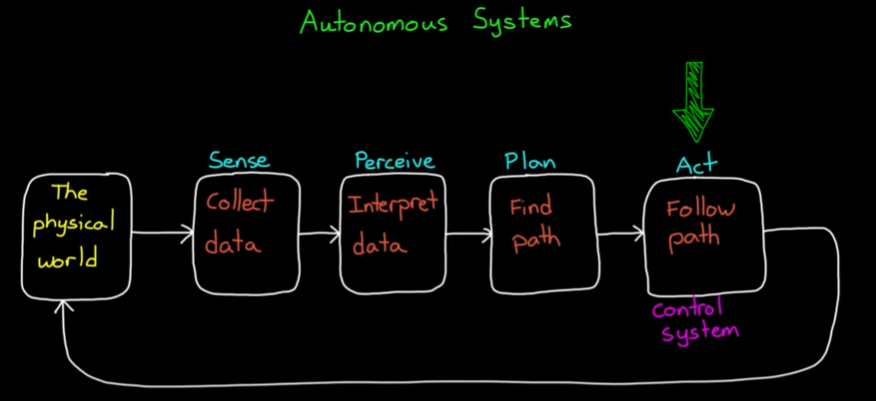 Autonomous Systems
Sense
Perceive
Plan
Act
The
physical
world
Collect
data
Interpret
data
Find
path
Follow
path
Control
system